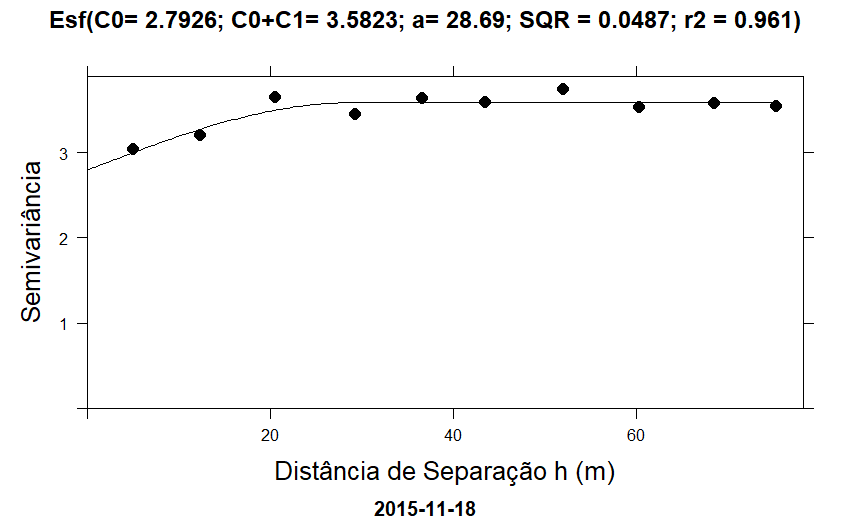 Esf(C0= 2.7926; C0+C1= 3.5823; a= 28.69; SQR = 0.0487; r2 = 0.961)
3
2
1
Semivariância
20 40 60
Distância de Separação h (m)
2015-11-18